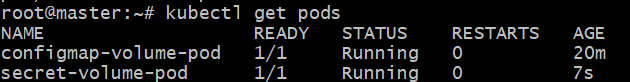 root@master:~# kubectl get pods
NAME READY STATUS RESTARTS AGE
configmap-volume-pod 1/1 Running 0 20m
secret-volume-pod 1/1 Running 0 7s